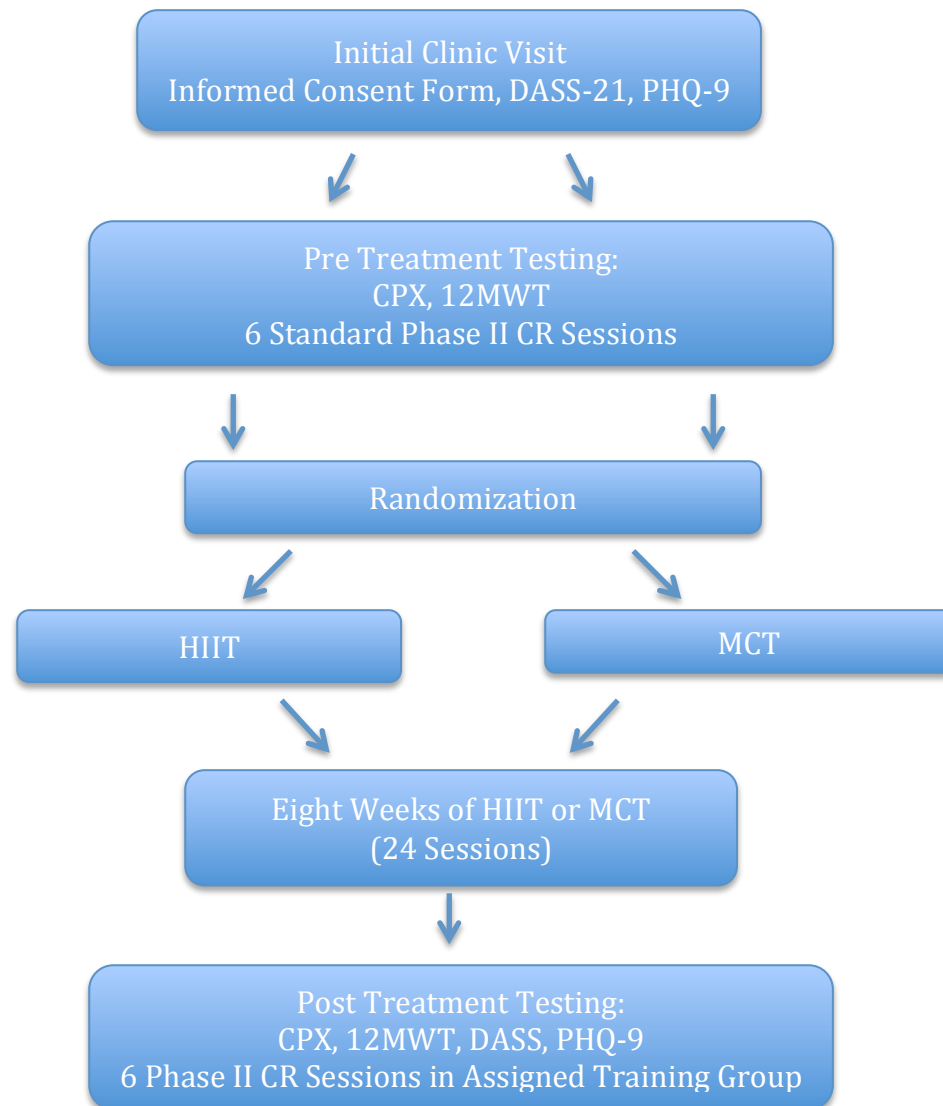 Initial Clinic Visit
Informed Consent Form, DASS-21, PHQ-9
Pre Treatment Testing:
CPX, 12MWT
6 Standard Phase II CR Sessions
Randomization
HIIT
MCT
Eight Weeks of HIIT or MCT
(24 Sessions)
Post Treatment Testing:
CPX, 12MWT, DASS, PHQ-9
6 Phase II CR Sessions in Assigned Training Group